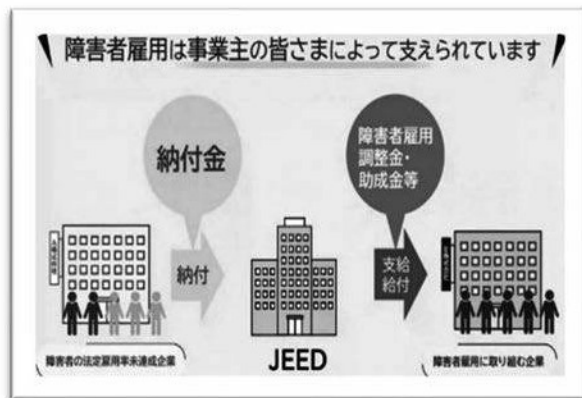 障害者雇用は事業主の皆さまによって支えられています
納付金
障害者雇用
調整金・
助成金等
納付
支給
給付
障害者の法定雇用率未達成企業
JEED
障害者雇用に取り組む企業